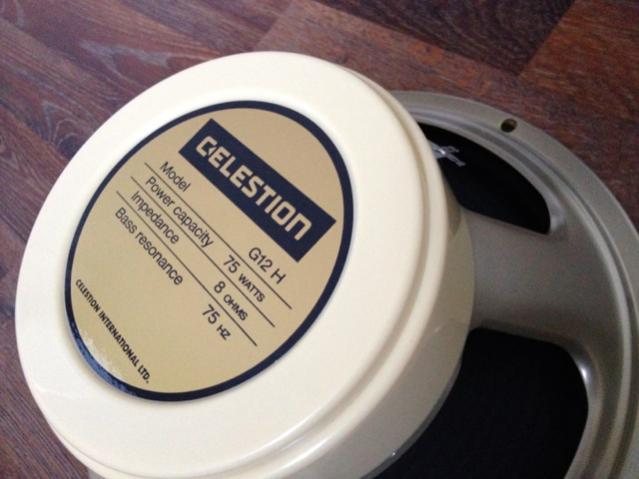 CELESTION
Model G12 H
Power capacity 75 WATTS
Impedance 8 OHMS
Bass resonance 75 HZ
CELESTION INTERNATIONAL LTD.